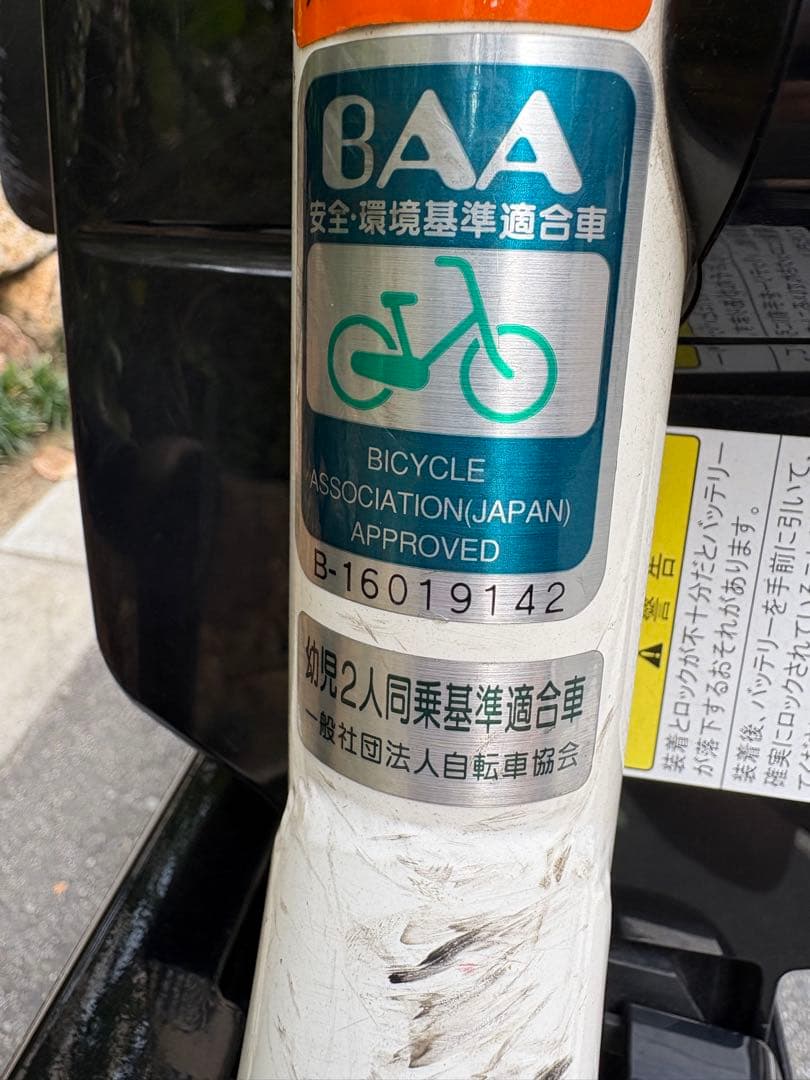 BAA
安全・環境基準適合車
BICYCLE
ASSOCIATION(JAPAN)
APPROVED
B-16019142
幼児2人同乗基準適合車
一般社団法人自転車協会
警告
装着とロックが不十分だとバッテリー
が落下するおそれがあります。
装着後、バッテリーを手前に引いて、
確実にロックされて